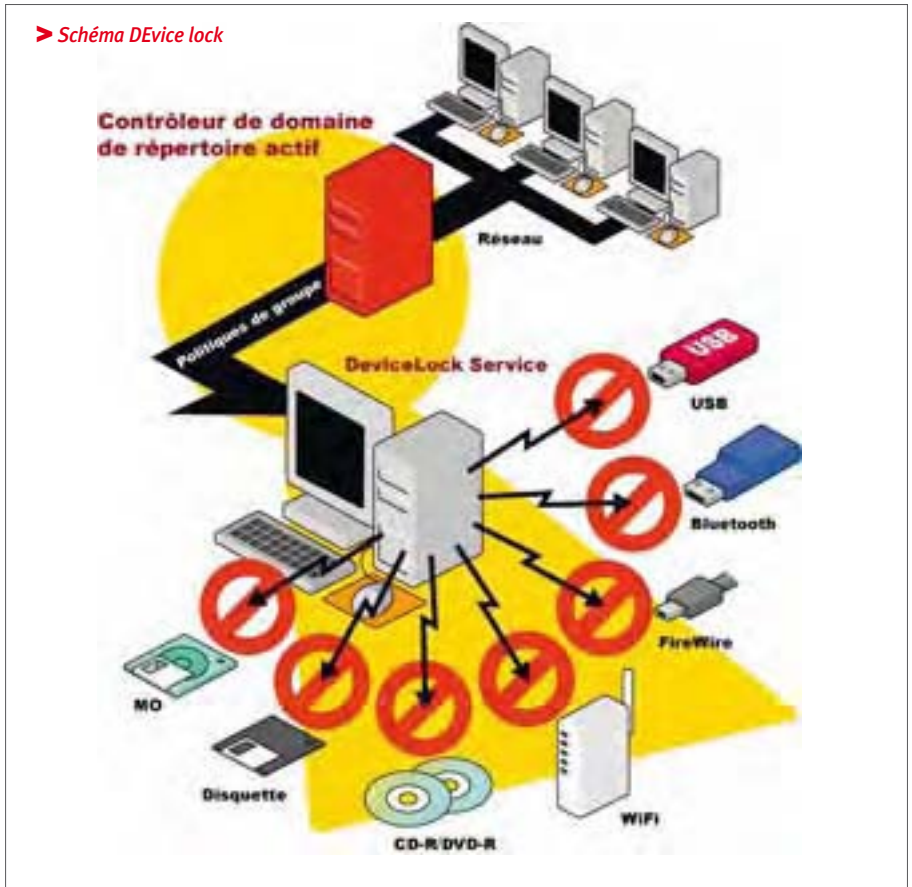 > Schéma DEvice lock
Contrôleur de domaine
de répertoire actif
Réseau
Politiques de groupe
DeviceLock Service
USB
USB
Bluetooth
FireWire
MO
Disquette
WiFi
CD-R/DVD-R